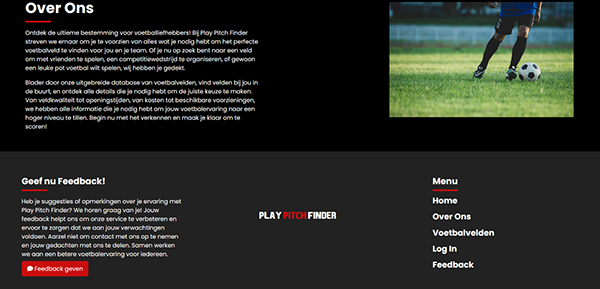 Over Ons
Ontdek de ultieme bestemming voor voetballiefhebbers! Bij Play Pitch Finder
streven we ernaar om je te voorzien van alles wat je nodig hebt om het perfecte
voetbalveld te vinden voor jou en je team. Of je nu op zoek bent naar een veld
om met vrienden te spelen, een competitiewedstrijd te organiseren, of gewoon
een leuke pot voetbal wilt spelen, wij hebben je gedekt.
Blader door onze uitgebreide database van voetbalvelden, vind velden bij jou in
de buurt, en ontdek alle details die je nodig hebt om de juiste keuze te maken.
Van veldkwaliteit tot openingstijden, van kosten tot beschikbare voorzieningen,
we hebben alle informatie die je nodig hebt om jouw voetbalervaring naar een
hoger niveau te tillen. Begin nu met het verkennen en maak je klaar om te
scoren!
Geef nu Feedback!
Heb je suggesties of opmerkingen over je ervaring met
Play Pitch Finder? We horen graag van je! Jouw
feedback helpt ons om onze service te verbeteren en
ervoor te zorgen dat we aan jouw verwachtingen
voldoen. Aarzel niet om contact met ons op te nemen
en jouw gedachten met ons te delen. Samen werken
we aan een betere voetbalervaring voor iedereen.
Feedback geven
PLAY PITCH FINDER
Menu
Home
Over Ons
Voetbalvelden
Log In
Feedback